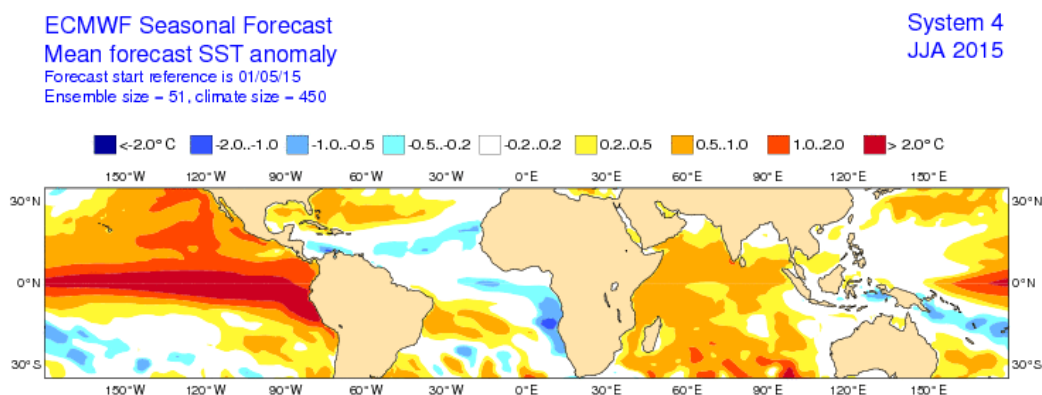 ECMWF Seasonal Forecast
Mean forecast SST anomaly
Forecast start reference is 01/05/15
Ensemble size = 51, climate size = 450
System 4
JJA 2015
<-2.0° C -2.0..-1.0 -1.0..-0.5 -0.5..-0.2 -0.2..0.2 0.2..0.5 0.5..1.0 1.0..2.0 > 2.0° C
150°W 120°W 90°W 60°W 30°W 0°E 30°E 60°E 90°E 120°E 150°E
30°N 30°N
0°N 0°N
30°S 30°S
150°W 120°W 90°W 60°W 30°W 0°E 30°E 60°E 90°E 120°E 150°E